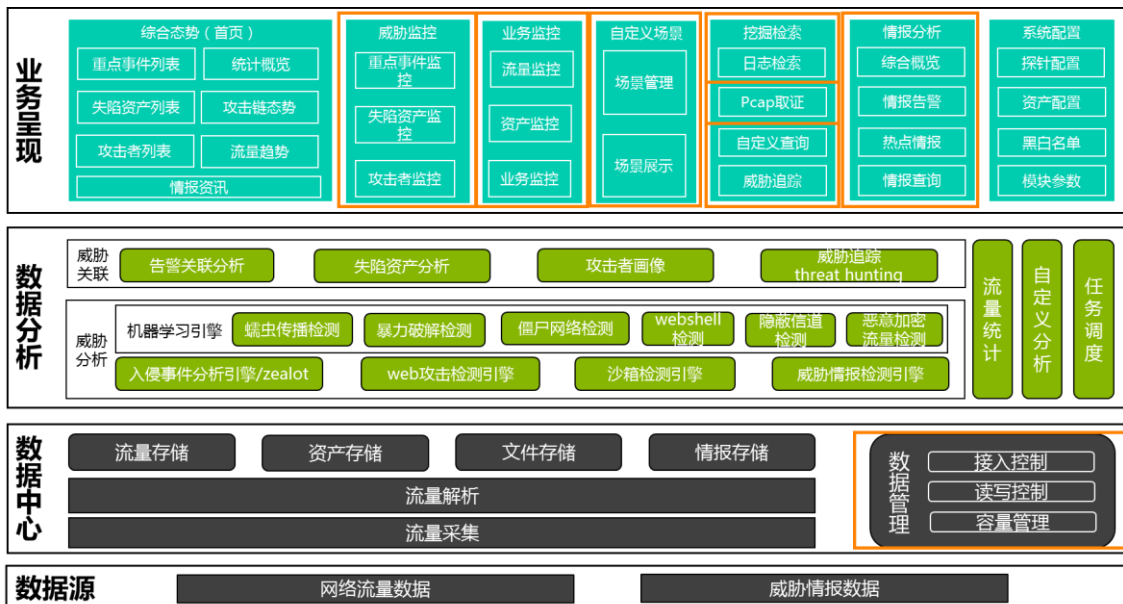 业务呈现
综合态势（首页）
重点事件列表
统计概览
失陷资产列表
攻击链态势
攻击者列表
流量趋势
情报资讯
威胁监控
重点事件监
控
失陷资产监
控
攻击者监控
业务监控
流量监控
资产监控
业务监控
自定义场景
场景管理
场景展示
挖掘检索
日志检索
Pcap取证
自定义查询
威胁追踪
情报分析
综合概览
情报告警
热点情报
情报查询
系统配置
探针配置
资产配置
黑白名单
模块参数
数据分析
威胁
关联
告警关联分析
失陷资产分析
攻击者画像
威胁追踪
threat hunting
威胁
分析
机器学习引擎
蠕虫传播检测
暴力破解检测
僵尸网络检测
webshell
检测
隐蔽信道
检测
恶意加密
流量检测
入侵事件分析引擎/zealot
web攻击检测引擎
沙箱检测引擎
威胁情报检测引擎
流量统计
自定义分析
任务调度
数据中心
流量存储
资产存储
文件存储
情报存储
流量解析
流量采集
数据管理
接入控制
读写控制
容量管理
数据源
网络流量数据
威胁情报数据